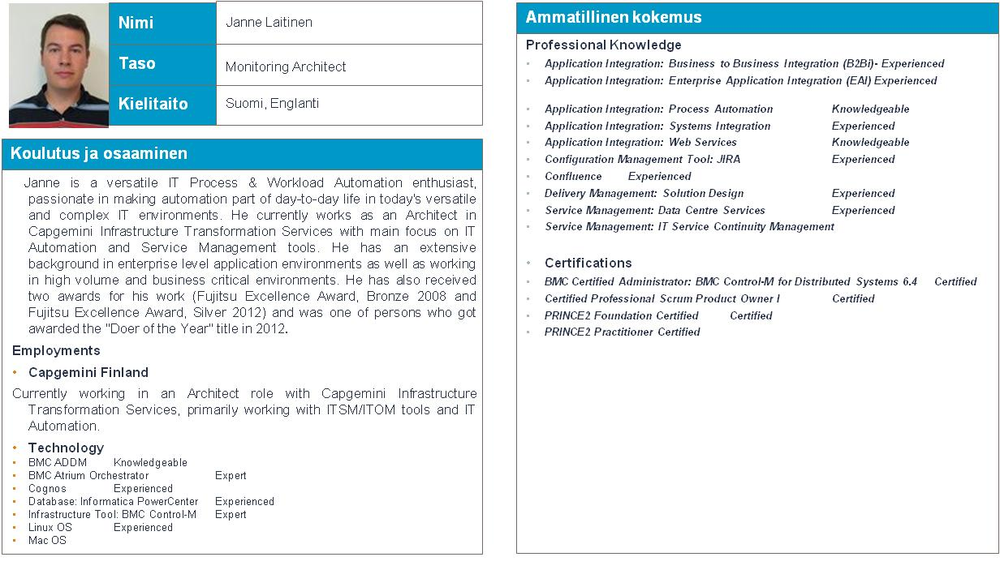 Nimi Janne Laitinen
Taso Monitoring Architect
Kielitaito Suomi, Englanti
Koulutus ja osaaminen
Janne is a versatile IT Process & Workload Automation enthusiast,
passionate in making automation part of day-to-day life in today's versatile
and complex IT environments. He currently works as an Architect in
Capgemini Infrastructure Transformation Services with main focus on IT
Automation and Service Management tools. He has an extensive
background in enterprise level application environments as well as working
in high volume and business critical environments. He has also received
two awards for his work (Fujitsu Excellence Award, Bronze 2008 and
Fujitsu Excellence Award, Silver 2012) and was one of persons who got
awarded the "Doer of the Year" title in 2012.
Employments
• Capgemini Finland
Currently working in an Architect role with Capgemini Infrastructure
Transformation Services, primarily working with ITSM/ITOM tools and IT
Automation.
• Technology
• BMC ADDM Knowledgeable
• BMC Atrium Orchestrator Expert
• Cognos Experienced
• Database: Informatica PowerCenter Experienced
• Infrastructure Tool: BMC Control-M Expert
• Linux OS Experienced
• Mac OS
Ammatillinen kokemus
Professional Knowledge
• Application Integration: Business to Business Integration (B2Bi)- Experienced
• Application Integration: Enterprise Application Integration (EAI) Experienced
• Application Integration: Process Automation Knowledgeable
• Application Integration: Systems Integration Experienced
• Application Integration: Web Services Knowledgeable
• Configuration Management Tool: JIRA Experienced
• Confluence Experienced
• Delivery Management: Solution Design Experienced
• Service Management: Data Centre Services Experienced
• Service Management: IT Service Continuity Management
• Certifications
• BMC Certified Administrator: BMC Control-M for Distributed Systems 6.4 Certified
• Certified Professional Scrum Product Owner I Certified
• PRINCE2 Foundation Certified Certified
• PRINCE2 Practitioner Certified